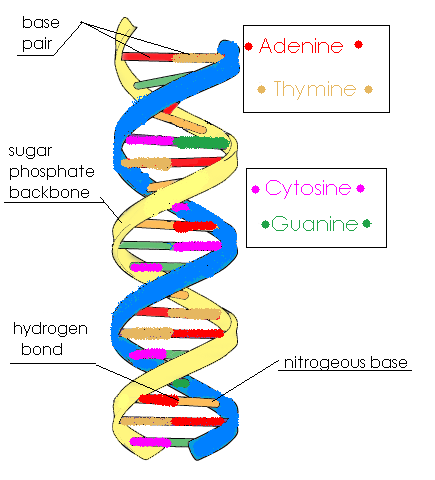 base
pair
Adenine
Thymine
sugar
phosphate
backbone
Cytosine
Guanine
hydrogen
bond
nitrogeous base